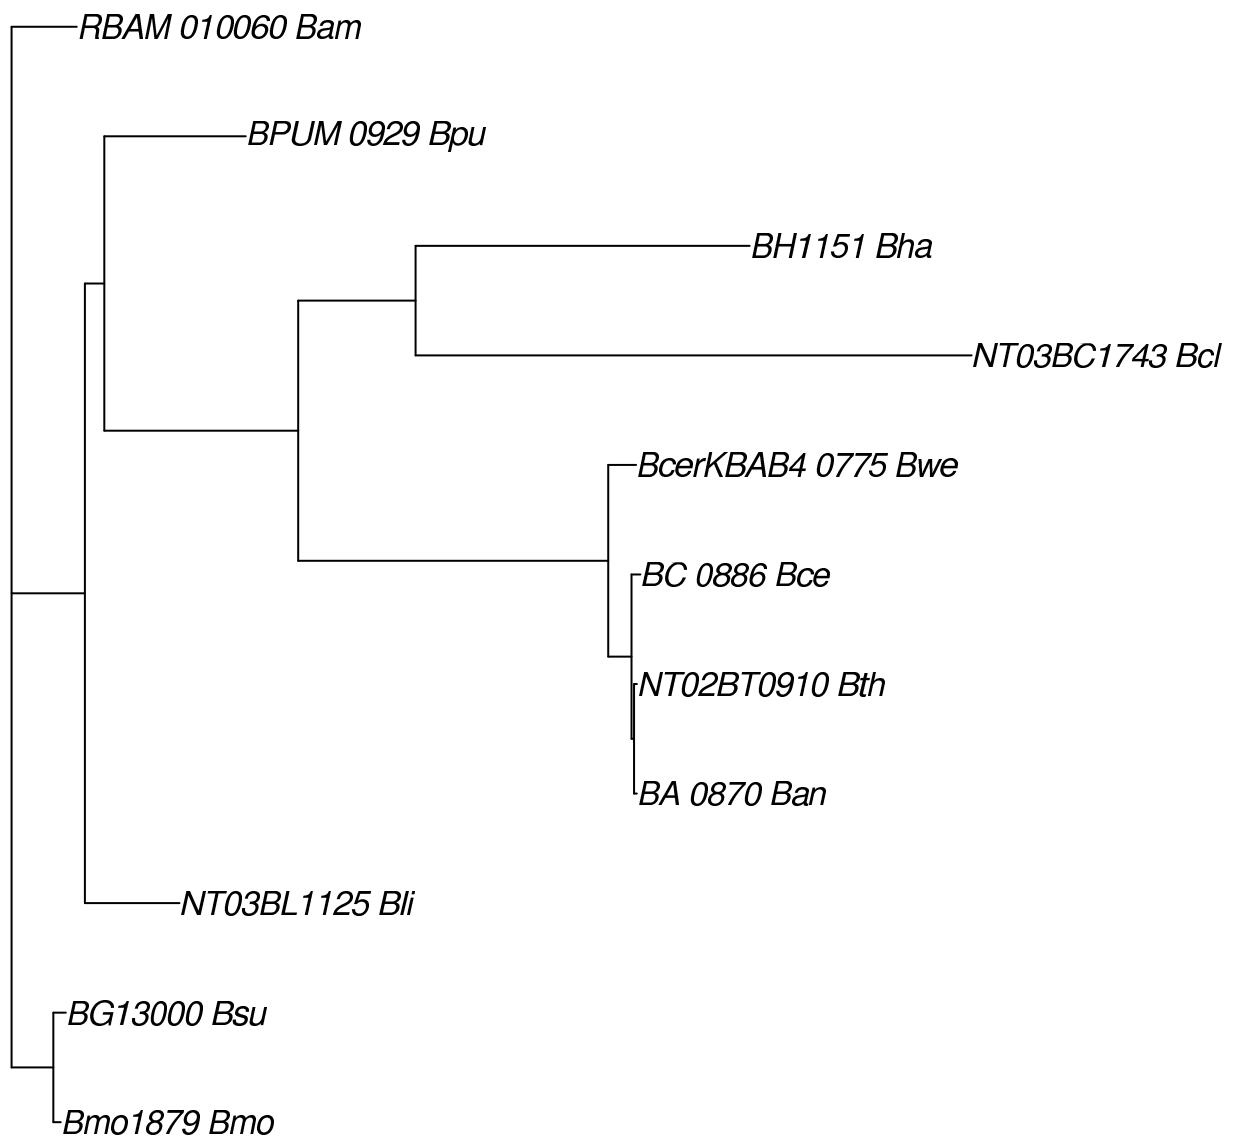 RBAM 010060 Bam
BPUM 0929 Bpu
BH1151 Bha
NT03BC1743 Bcl
BcerKBAB4 0775 Bwe
BC 0886 Bce
NT02BT0910 Bth
BA 0870 Ban
NT03BL1125 Bli
BG13000 Bsu
Bmo1879 Bmo